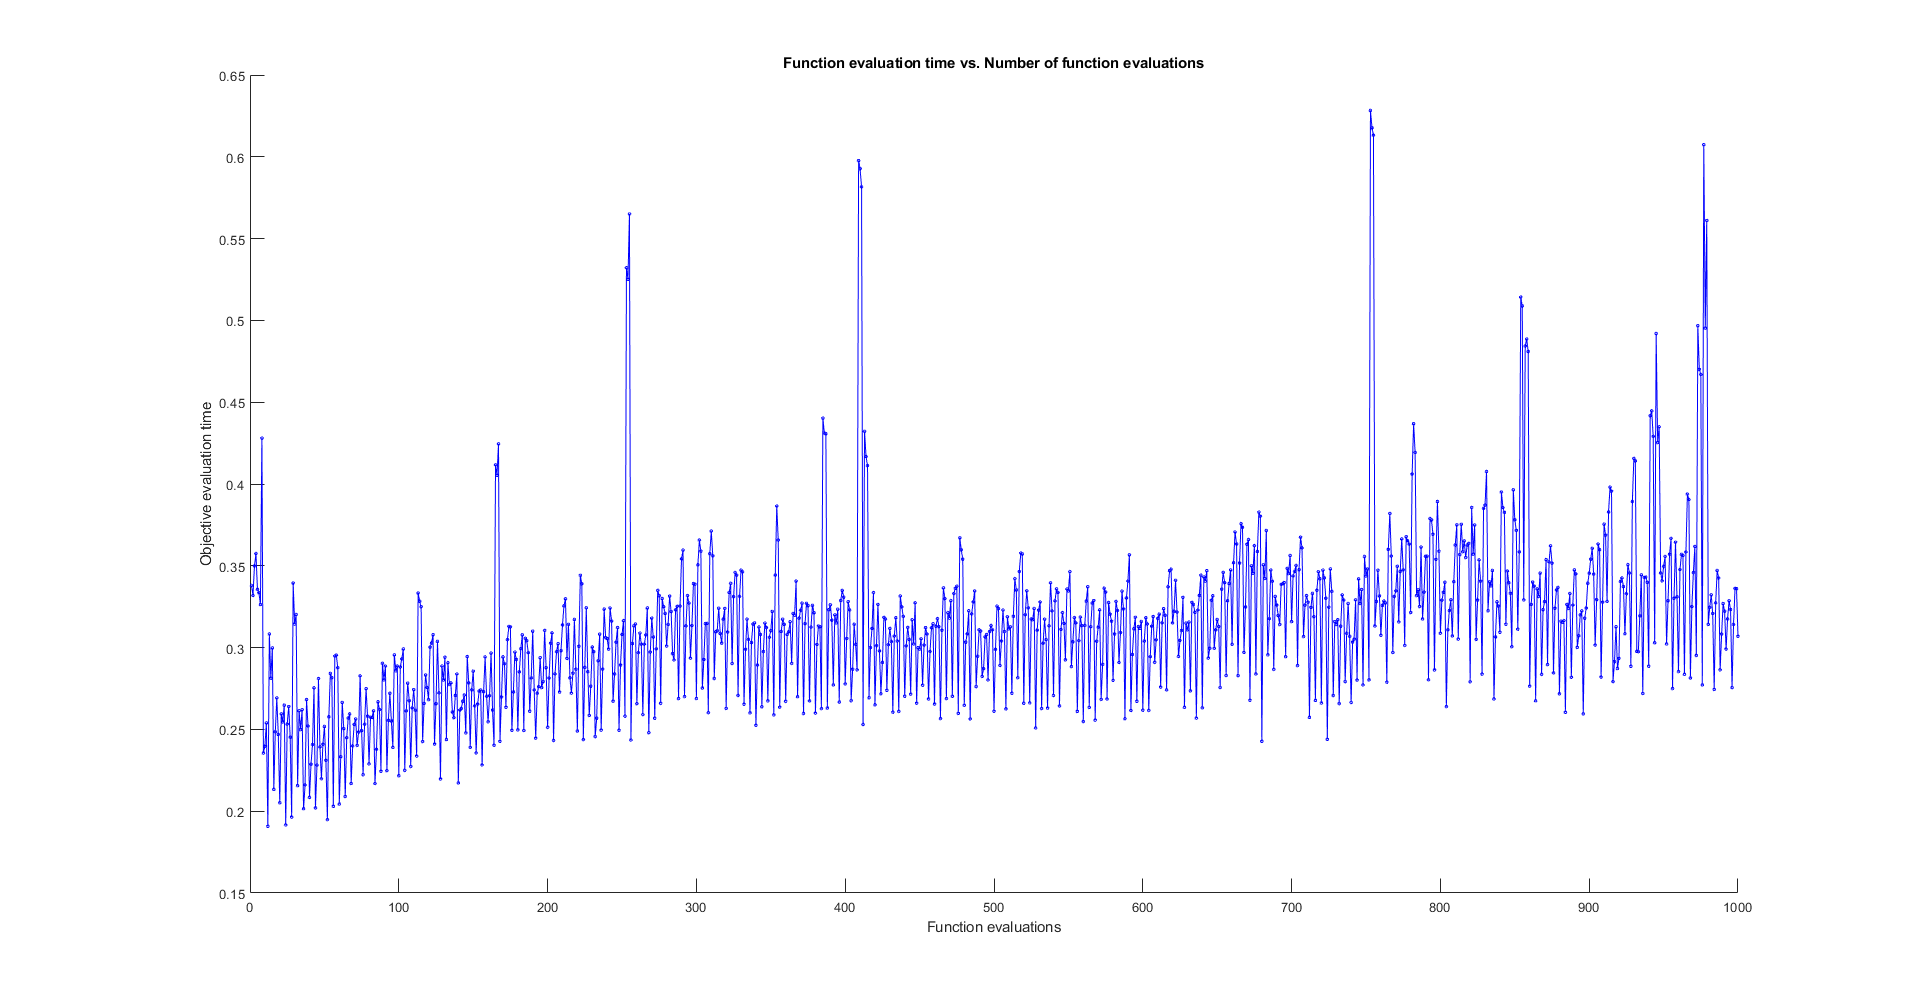 Function evaluation time vs. Number of function evaluations
0.65
0.6
0.55
0.5
0.45
0.4
0.35
0.3
0.25
0.2
0.15
Objective evaluation time
0 100 200 300 400 500 600 700 800 900 1000
Function evaluations